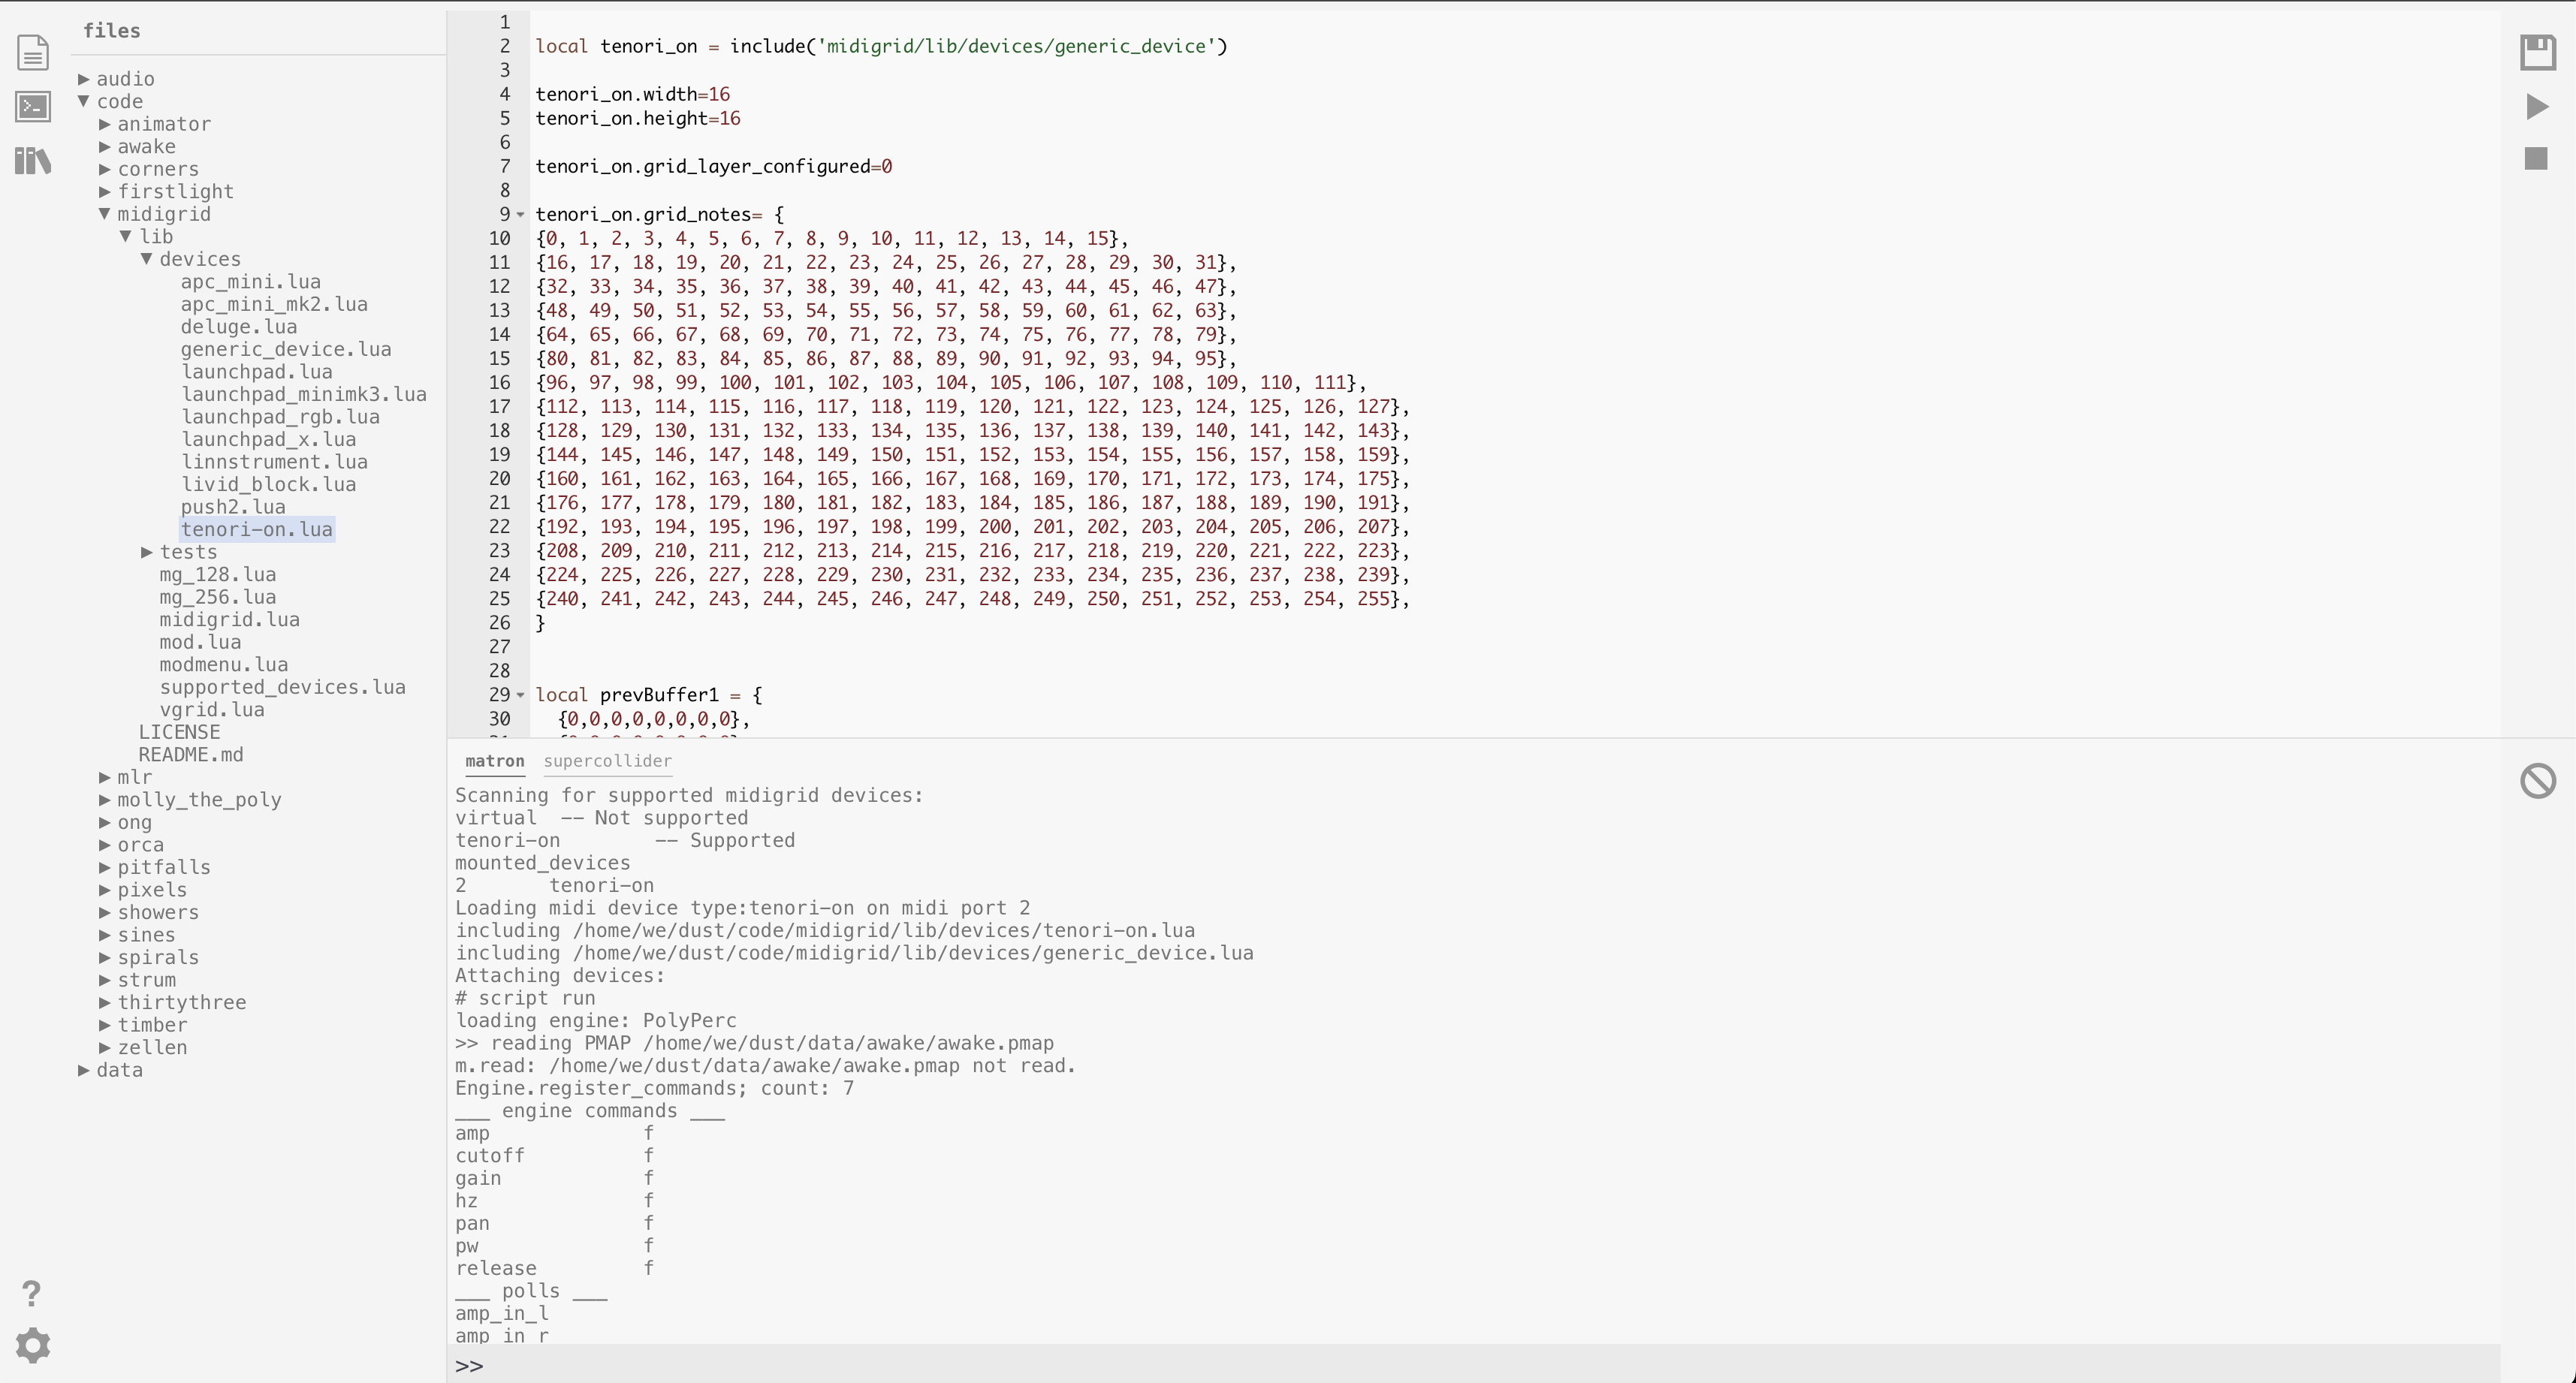 files
▶ audio
▼ code
▶ animator
▶ awake
▶ corners
▶ firstlight
▼ midigrid
▼ lib
▼ devices
apc_mini.lua
apc_mini_mk2.lua
deluge.lua
generic_device.lua
launchpad.lua
launchpad_minimk3.lua
launchpad_rgb.lua
launchpad_x.lua
linnstrument.lua
livid_block.lua
push2.lua
tenori-on.lua
▶ tests
mg_128.lua
mg_256.lua
midigrid.lua
mod.lua
modmenu.lua
supported_devices.lua
vgrid.lua
LICENSE
README.md
▶ mlr
▶ molly_the_poly
▶ ong
▶ orca
▶ pitfalls
▶ pixels
▶ showers
▶ sines
▶ spirals
▶ strum
▶ thirtythree
▶ timber
▶ zellen
▶ data
?
1
2 local tenori_on = include('midigrid/lib/devices/generic_device')
3
4 tenori_on.width=16
5 tenori_on.height=16
6
7 tenori_on.grid_layer_configured=0
8
9 tenori_on.grid_notes= {
10 {0, 1, 2, 3, 4, 5, 6, 7, 8, 9, 10, 11, 12, 13, 14, 15},
11 {16, 17, 18, 19, 20, 21, 22, 23, 24, 25, 26, 27, 28, 29, 30, 31},
12 {32, 33, 34, 35, 36, 37, 38, 39, 40, 41, 42, 43, 44, 45, 46, 47},
13 {48, 49, 50, 51, 52, 53, 54, 55, 56, 57, 58, 59, 60, 61, 62, 63},
14 {64, 65, 66, 67, 68, 69, 70, 71, 72, 73, 74, 75, 76, 77, 78, 79},
15 {80, 81, 82, 83, 84, 85, 86, 87, 88, 89, 90, 91, 92, 93, 94, 95},
16 {96, 97, 98, 99, 100, 101, 102, 103, 104, 105, 106, 107, 108, 109, 110, 111},
17 {112, 113, 114, 115, 116, 117, 118, 119, 120, 121, 122, 123, 124, 125, 126, 127},
18 {128, 129, 130, 131, 132, 133, 134, 135, 136, 137, 138, 139, 140, 141, 142, 143},
19 {144, 145, 146, 147, 148, 149, 150, 151, 152, 153, 154, 155, 156, 157, 158, 159},
20 {160, 161, 162, 163, 164, 165, 166, 167, 168, 169, 170, 171, 172, 173, 174, 175},
21 {176, 177, 178, 179, 180, 181, 182, 183, 184, 185, 186, 187, 188, 189, 190, 191},
22 {192, 193, 194, 195, 196, 197, 198, 199, 200, 201, 202, 203, 204, 205, 206, 207},
23 {208, 209, 210, 211, 212, 213, 214, 215, 216, 217, 218, 219, 220, 221, 222, 223},
24 {224, 225, 226, 227, 228, 229, 230, 231, 232, 233, 234, 235, 236, 237, 238, 239},
25 {240, 241, 242, 243, 244, 245, 246, 247, 248, 249, 250, 251, 252, 253, 254, 255},
26 }
27
28
29 local prevBuffer1 = {
30 {0,0,0,0,0,0,0,0},
matron supercollider
Scanning for supported midigrid devices:
virtual -- Not supported
tenori-on -- Supported
mounted_devices
2 tenori-on
Loading midi device type:tenori-on on midi port 2
including /home/we/dust/code/midigrid/lib/devices/tenori-on.lua
including /home/we/dust/code/midigrid/lib/devices/generic_device.lua
Attaching devices:
# script run
loading engine: PolyPerc
>> reading PMAP /home/we/dust/data/awake/awake.pmap
m.read: /home/we/dust/data/awake/awake.pmap not read.
Engine.register_commands; count: 7
___ engine commands ___
amp f
cutoff f
gain f
hz f
pan f
pw f
release f
___ polls ___
amp_in_l
amp in r
>>